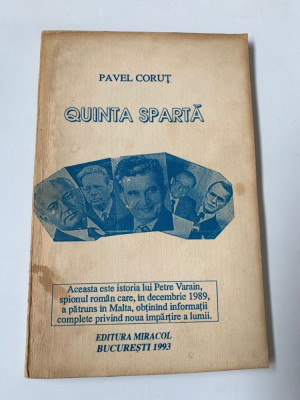 PAVEL CORUȚ
QUINTA SPARTĂ
Aceasta este istoria lui Petre Varain,
spionul român care, în decembrie 1989,
a pătruns în Malta, obținînd informații
complete privind noua împărțire a lumii.
EDITURA MIRACOL
BUCUREȘTI 1993